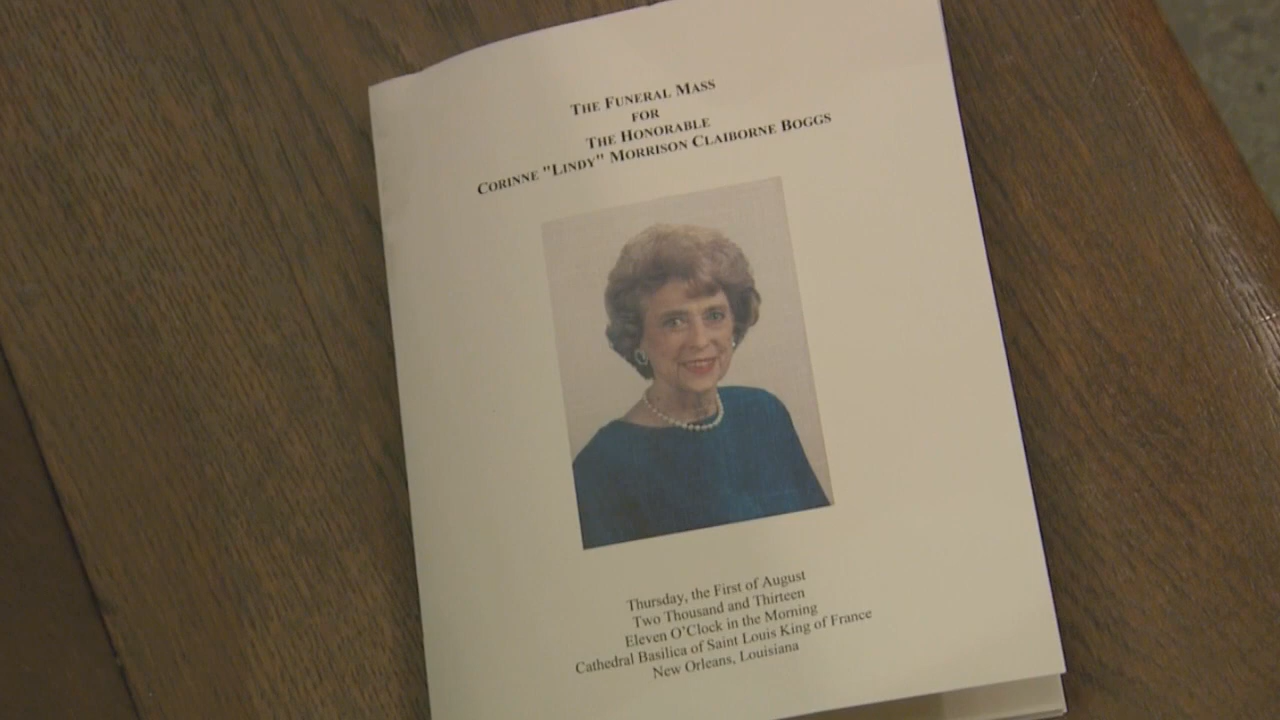 THE FUNERAL MASS
FOR
THE HONORABLE
CORINNE "LINDY" MORRISON CLAIBORNE BOGGS
Thursday, the First of August
Two Thousand and Thirteen
Eleven O'Clock in the Morning
Cathedral Basilica of Saint Louis King of France
New Orleans, Louisiana